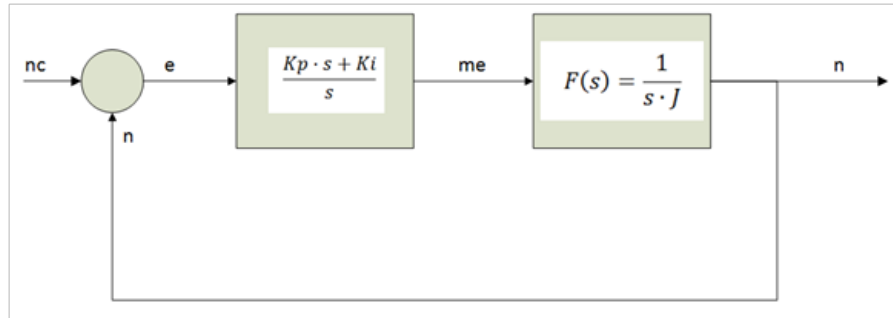 nc
e
Kp · s + Ki
s
me
F(s) = 1
s · J
n
n